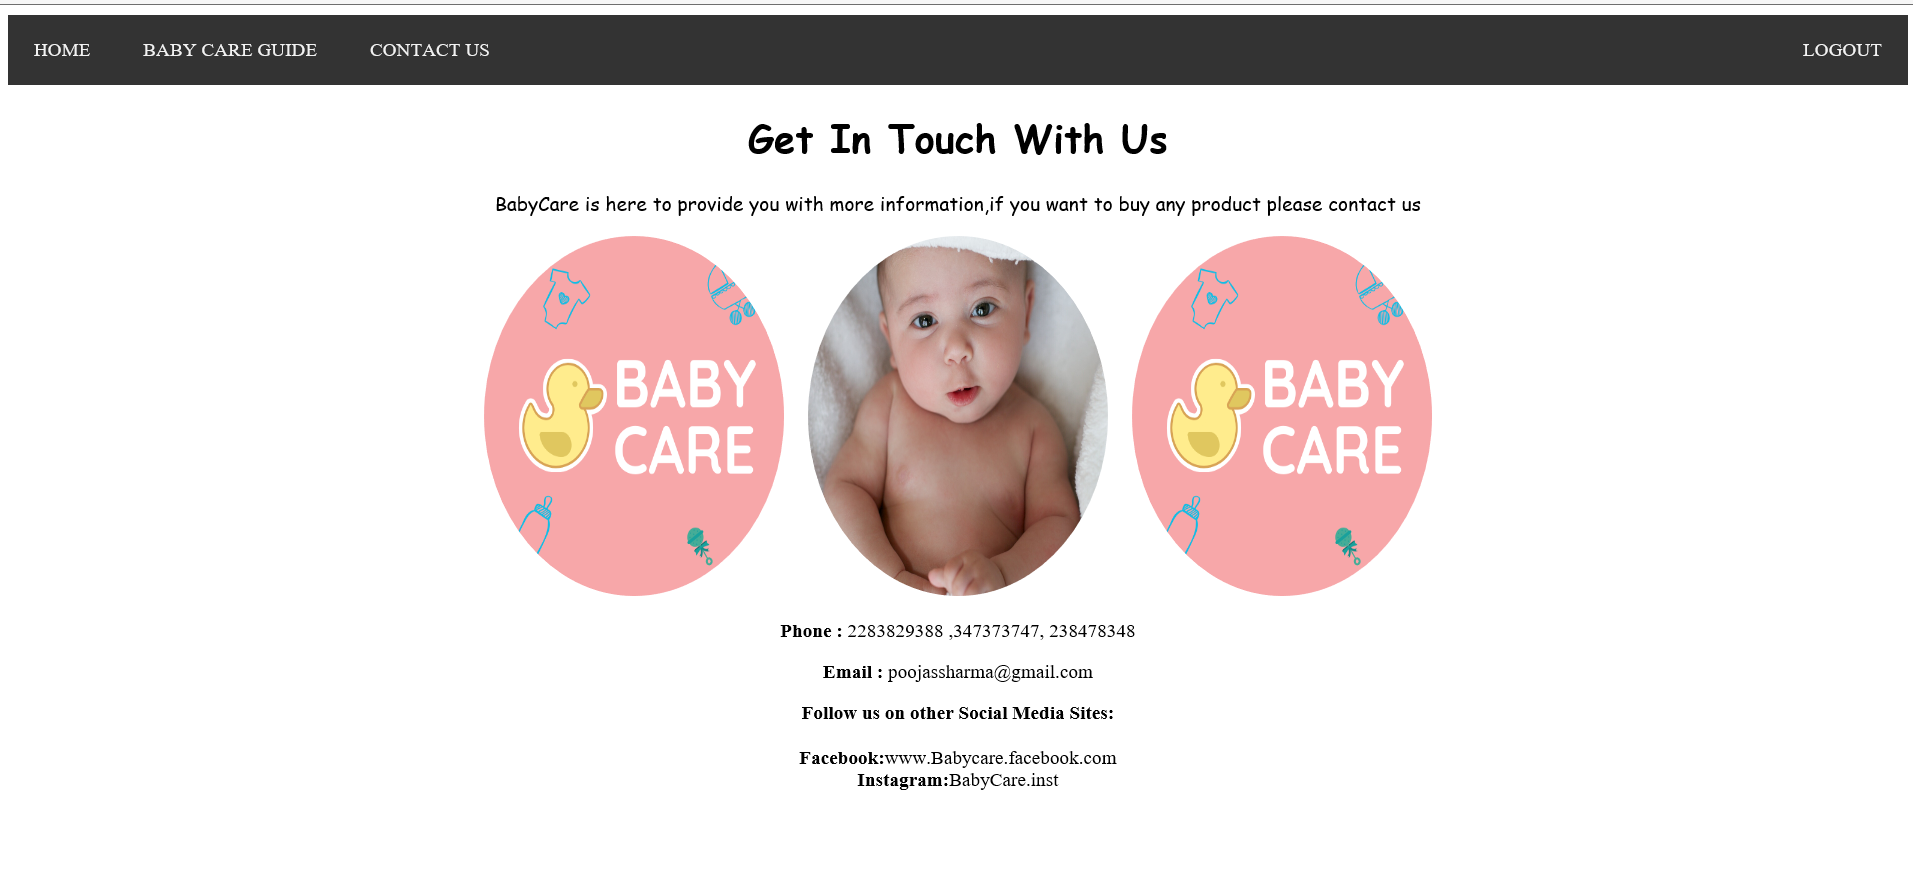 HOME BABY CARE GUIDE CONTACT US LOGOUT
Get In Touch With Us
BabyCare is here to provide you with more information,if you want to buy any product please contact us
BABY
CARE
BABY
CARE
Phone : 2283829388 ,347373747, 238478348
Email : poojassharma@gmail.com
Follow us on other Social Media Sites:
Facebook:www.Babycare.facebook.com
Instagram:BabyCare.inst